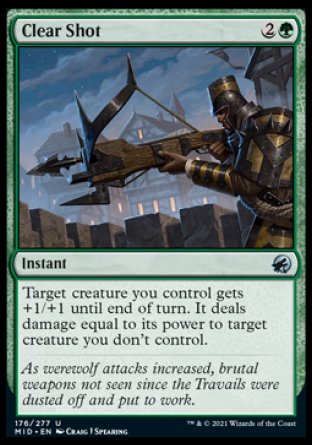 Clear Shot 2
Instant
Target creature you control gets
+1/+1 until end of turn. It deals
damage equal to its power to target
creature you don't control.
As werewolf attacks increased, brutal
weapons not seen since the Travails were
dusted off and put to work.
176/277 U
MID • EN Craig J Spearing
™ & © 2021 Wizards of the Coast